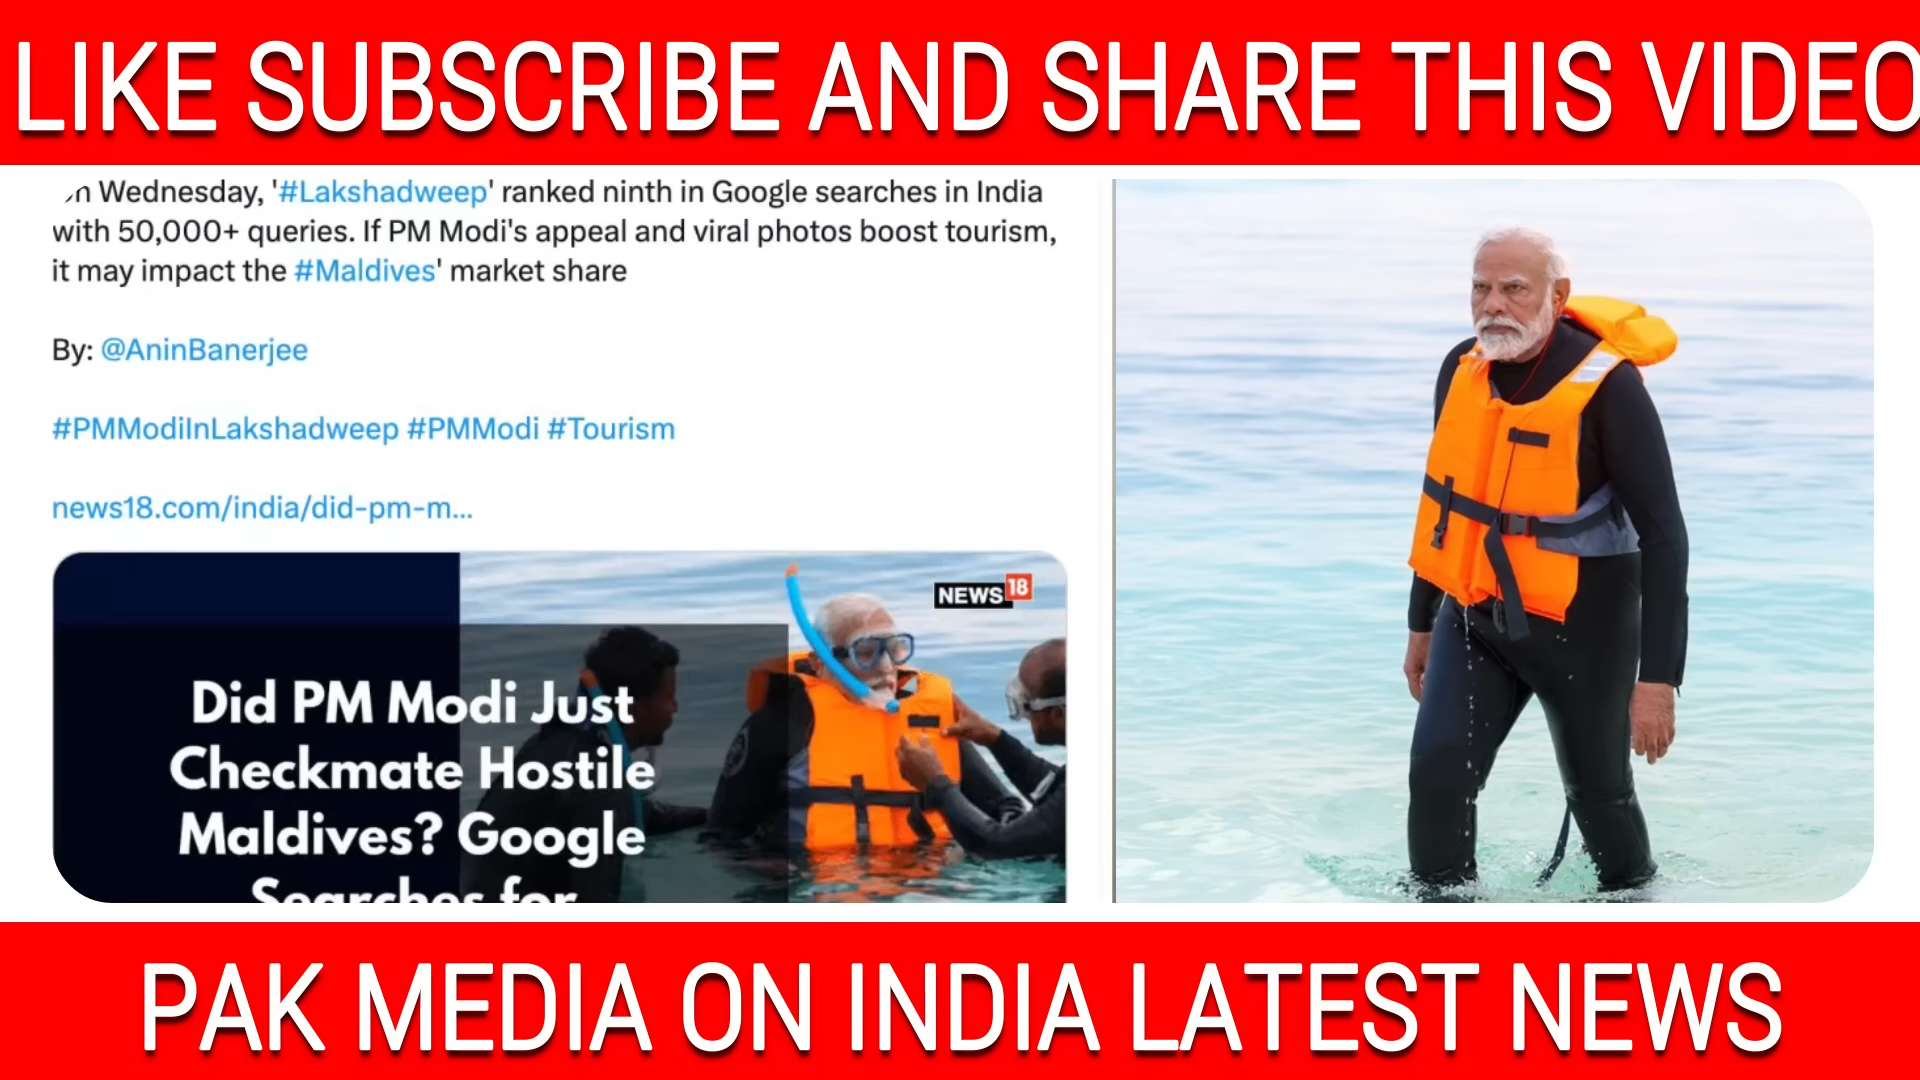 LIKE SUBSCRIBE AND SHARE THIS VIDEO
Wednesday, '#Lakshadweep' ranked ninth in Google searches in India
with 50,000+ queries. If PM Modi's appeal and viral photos boost tourism,
it may impact the #Maldives' market share
By: @AninBanerjee
#PMModiInLakshadweep #PMModi #Tourism
news18.com/india/did-pm-m...
NEWS18
Did PM Modi Just
Checkmate Hostile
Maldives? Google
Searches for
PAK MEDIA ON INDIA LATEST NEWS